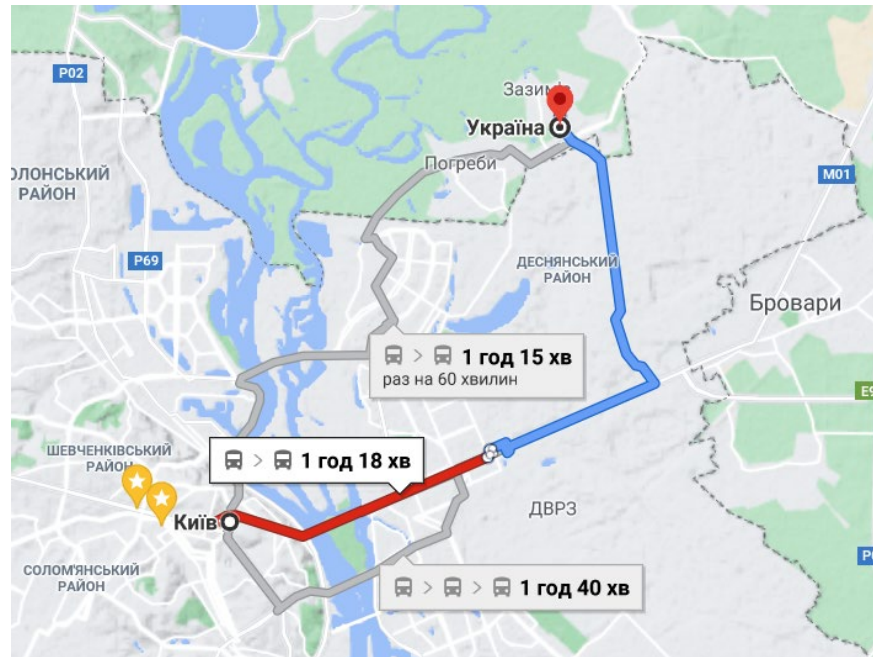 P02
Зазим'я
Україна
Погреби
ОЛОНСЬКИЙ
РАЙОН
M01
P69
ДЕСНЯНСЬКИЙ
РАЙОН
Бровари
> 1 год 15 хв
раз на 60 хвилин
E9
ШЕВЧЕНКІВСЬКИЙ
РАЙОН
> 1 год 18 хв
Київ
ДВРЗ
P0
СОЛОМ'ЯНСЬКИЙ
РАЙОН
> > 1 год 40 хв